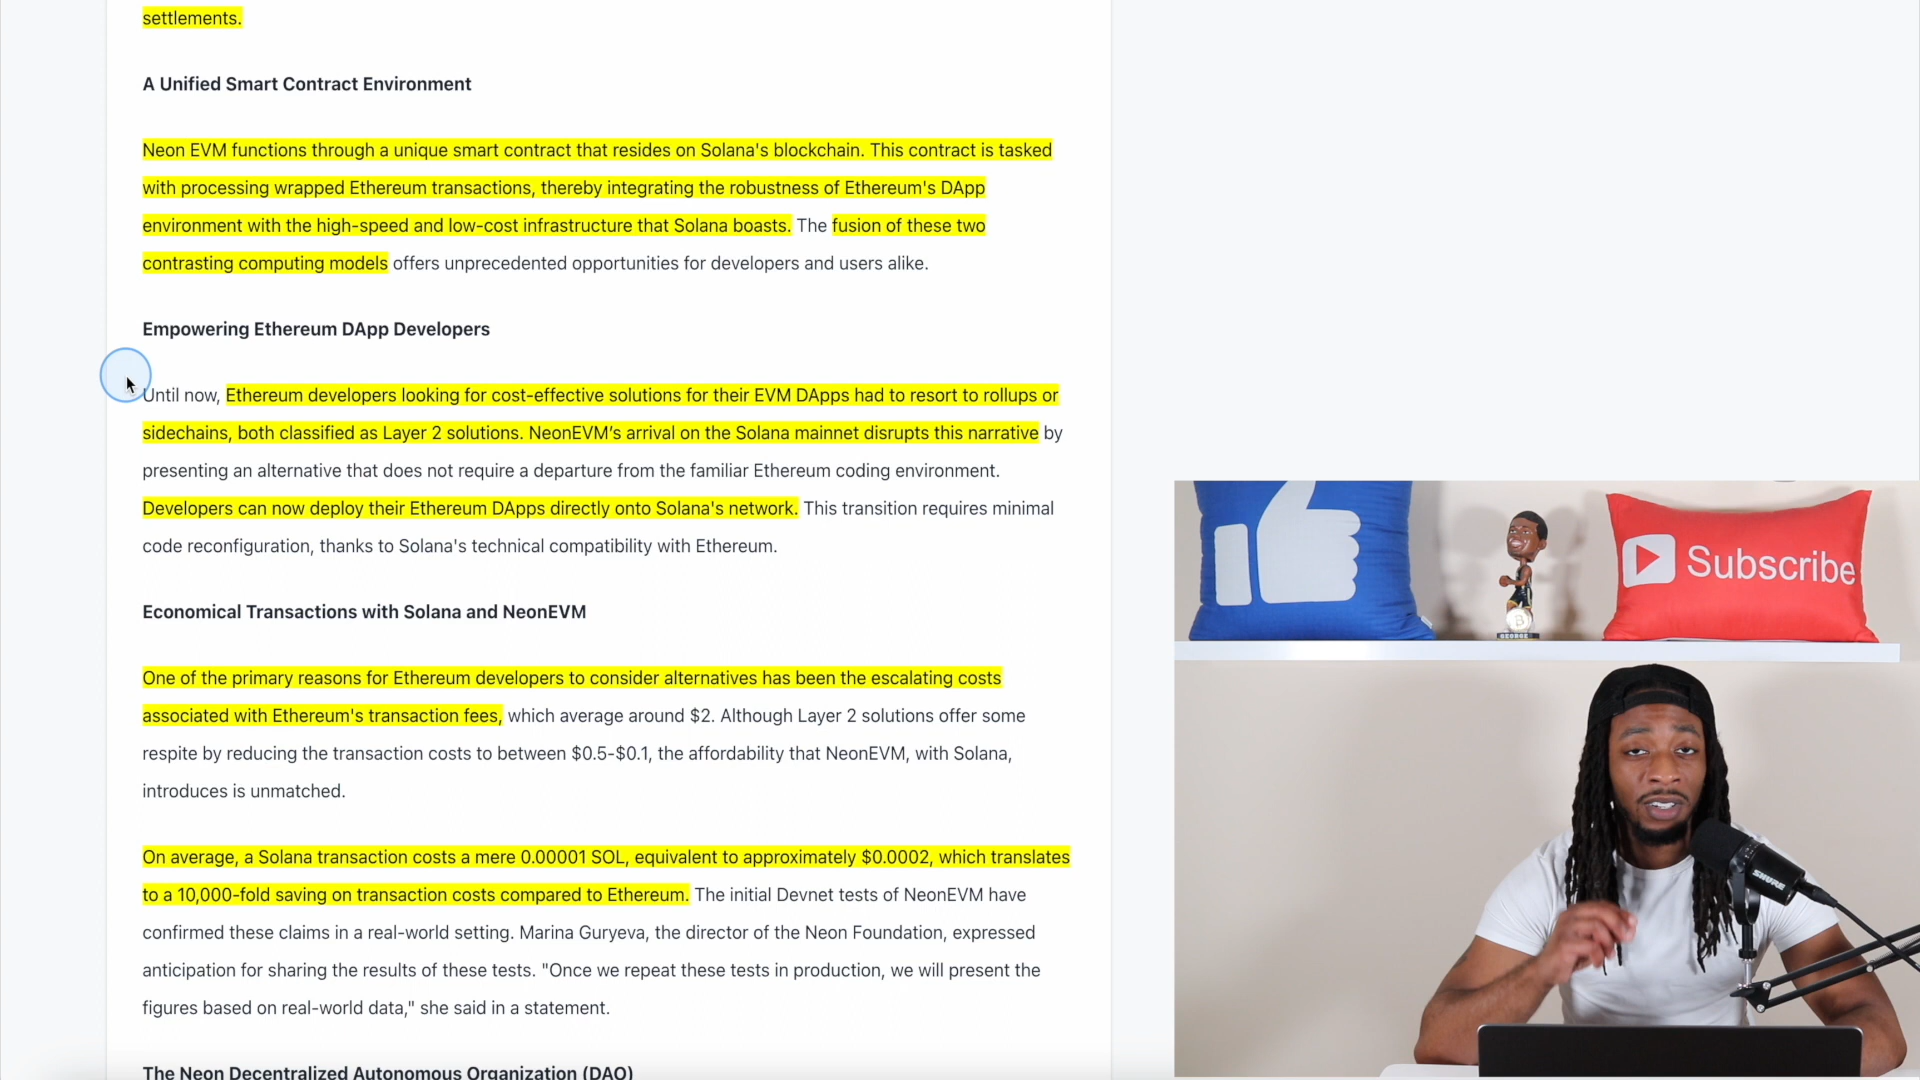 settlements.
A Unified Smart Contract Environment
Neon EVM functions through a unique smart contract that resides on Solana's blockchain. This contract is tasked
with processing wrapped Ethereum transactions, thereby integrating the robustness of Ethereum's DApp
environment with the high-speed and low-cost infrastructure that Solana boasts. The fusion of these two
contrasting computing models offers unprecedented opportunities for developers and users alike.
Empowering Ethereum DApp Developers
Until now, Ethereum developers looking for cost-effective solutions for their EVM DApps had to resort to rollups or
sidechains, both classified as Layer 2 solutions. NeonEVM’s arrival on the Solana mainnet disrupts this narrative by
presenting an alternative that does not require a departure from the familiar Ethereum coding environment.
Developers can now deploy their Ethereum DApps directly onto Solana's network. This transition requires minimal
code reconfiguration, thanks to Solana's technical compatibility with Ethereum.
Economical Transactions with Solana and NeonEVM
One of the primary reasons for Ethereum developers to consider alternatives has been the escalating costs
associated with Ethereum's transaction fees, which average around $2. Although Layer 2 solutions offer some
respite by reducing the transaction costs to between $0.5-$0.1, the affordability that NeonEVM, with Solana,
introduces is unmatched.
On average, a Solana transaction costs a mere 0.00001 SOL, equivalent to approximately $0.0002, which translates
to a 10,000-fold saving on transaction costs compared to Ethereum. The initial Devnet tests of NeonEVM have
confirmed these claims in a real-world setting. Marina Guryeva, the director of the Neon Foundation, expressed
anticipation for sharing the results of these tests. "Once we repeat these tests in production, we will present the
figures based on real-world data," she said in a statement.
The Neon Decentralized Autonomous Organization (DAO)
Subscribe
GEORGE
SHURE